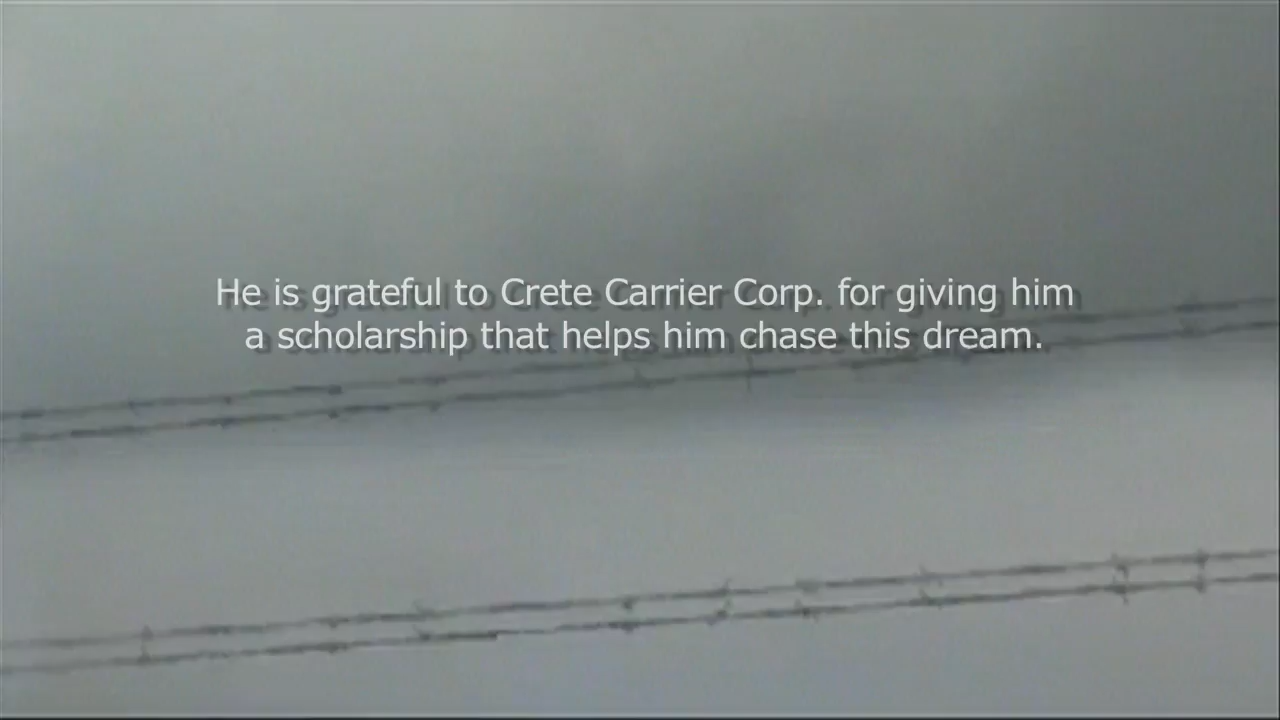 He is grateful to Crete Carrier Corp. for giving him
a scholarship that helps him chase this dream.